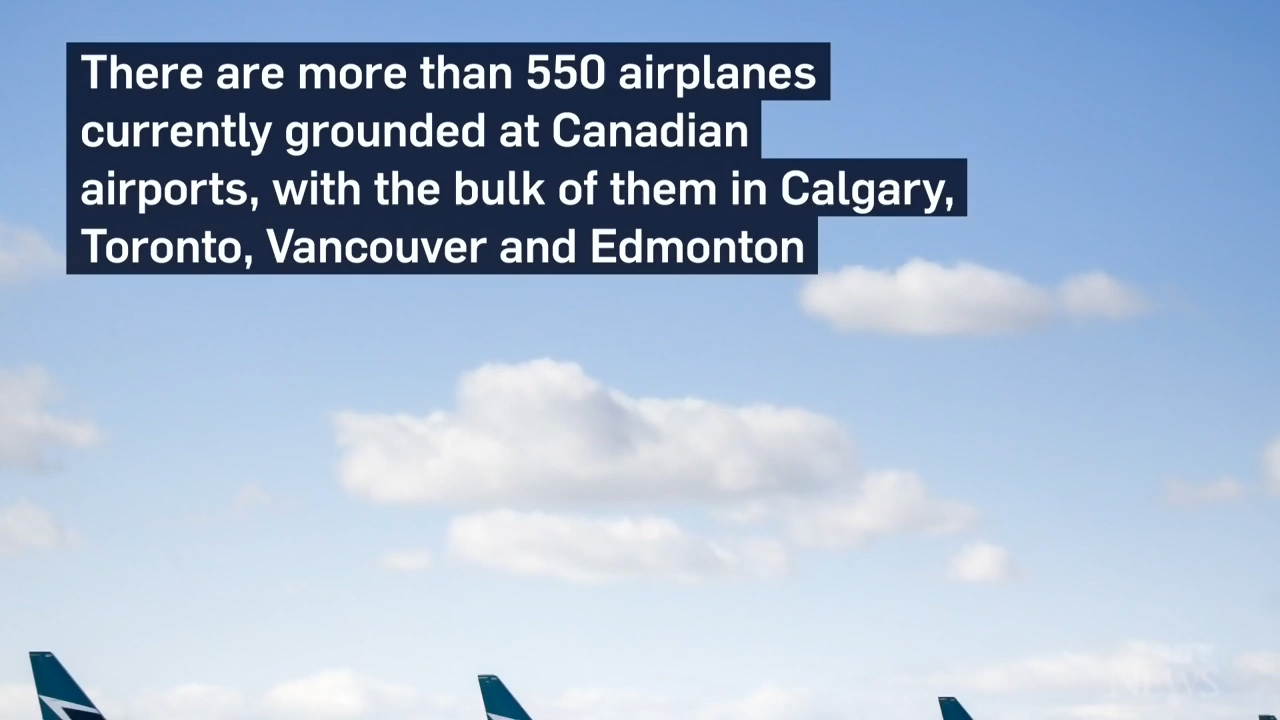 There are more than 550 airplanes
currently grounded at Canadian
airports, with the bulk of them in Calgary,
Toronto, Vancouver and Edmonton
NEWS